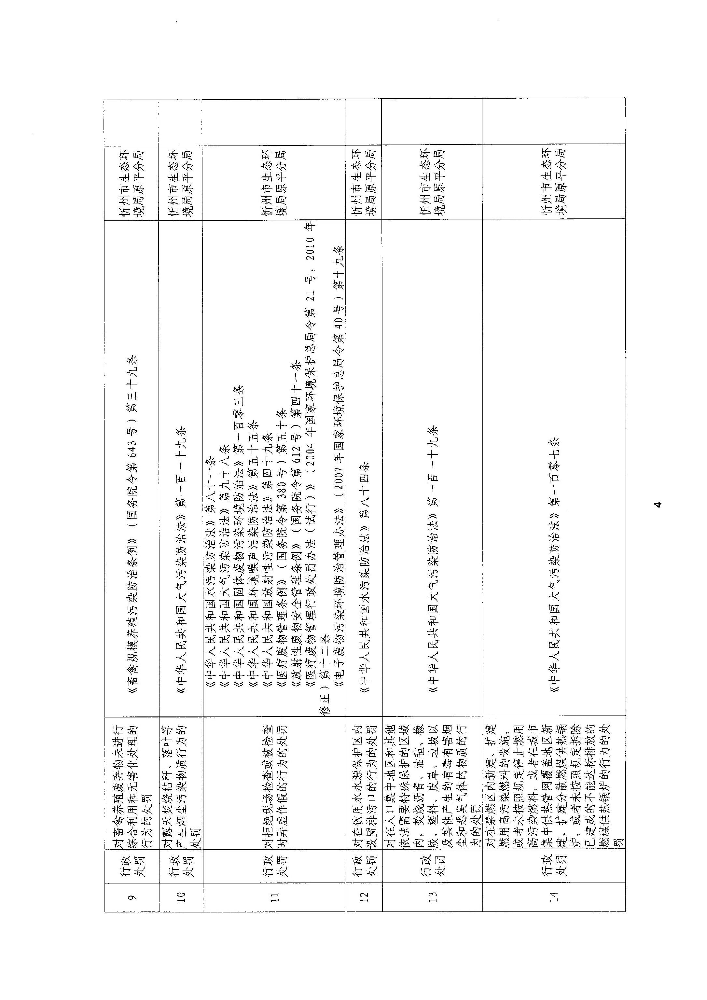 9
行政
处罚
对畜禽养殖废弃物未进行
综合利用和无害化处理的
行为的处罚
《畜禽规模养殖污染防治条例》（国务院令第 643 号）第三十九条
忻州市生态环
境局原平分局
10
行政
处罚
对露天焚烧秸秆、落叶等
产生烟尘污染物质行为的
处罚
《中华人民共和国大气污染防治法》第一百一十九条
忻州市生态环
境局原平分局
11
行政
处罚
对拒绝现场检查或被检查
时弄虚作假的行为的处罚
《中华人民共和国水污染防治法》第八十一条
《中华人民共和国大气污染防治法》第九十八条
《中华人民共和国固体废物污染环境防治法》第一百零三条
《中华人民共和国环境噪声污染防治法》第五十五条
《中华人民共和国放射性污染防治法》第四十九条
《医疗废物管理条例》（国务院令第 380 号）第五十条
《放射性废物安全管理条例》（国务院令第 612 号）第四十一条
《医疗废物管理行政处罚办法（试行）》（2004 年国家环境保护总局令第 21 号，2010 年
修正）第十二条
《电子废物污染环境防治管理办法》（2007 年国家环境保护总局令第 40 号）第十九条
忻州市生态环
境局原平分局
12
行政
处罚
对在饮用水水源保护区内
设置排污口的行为的处罚
《中华人民共和国水污染防治法》第八十四条
忻州市生态环
境局原平分局
13
行政
处罚
对在人口集中地区和其他
依法需要特殊保护的区域
内，焚烧沥青、油毡、橡
胶、塑料、皮革、垃圾以
及其他产生的有毒有害烟
尘和恶臭气体的物质的行
为的处罚
《中华人民共和国大气污染防治法》第一百一十九条
忻州市生态环
境局原平分局
14
行政
处罚
对在禁燃区内新建、扩建
燃用高污染燃料的设施，
或者未按照规定停止燃用
高污染燃料，或者在城市
集中供热管网覆盖地区新
建、扩建分散燃煤供热锅
炉，或者未按照规定拆除
已建成的不能达标排放的
燃煤供热锅炉的行为的处
罚
《中华人民共和国大气污染防治法》第一百零七条
忻州市生态环
境局原平分局
4